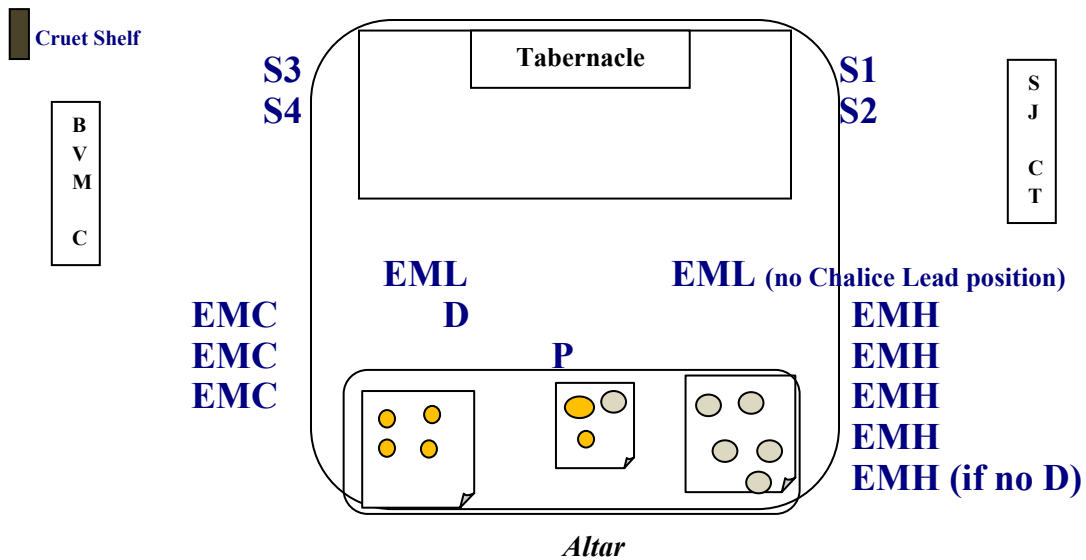 Cruet Shelf
Tabernacle
S3
S4
S1
S2
B
V
M
C
S
J
C
T
EML
EML (no Chalice Lead position)
EMC
D
EMH
EMC
P
EMH
EMC
EMH
EMH
EMH (if no D)
Altar